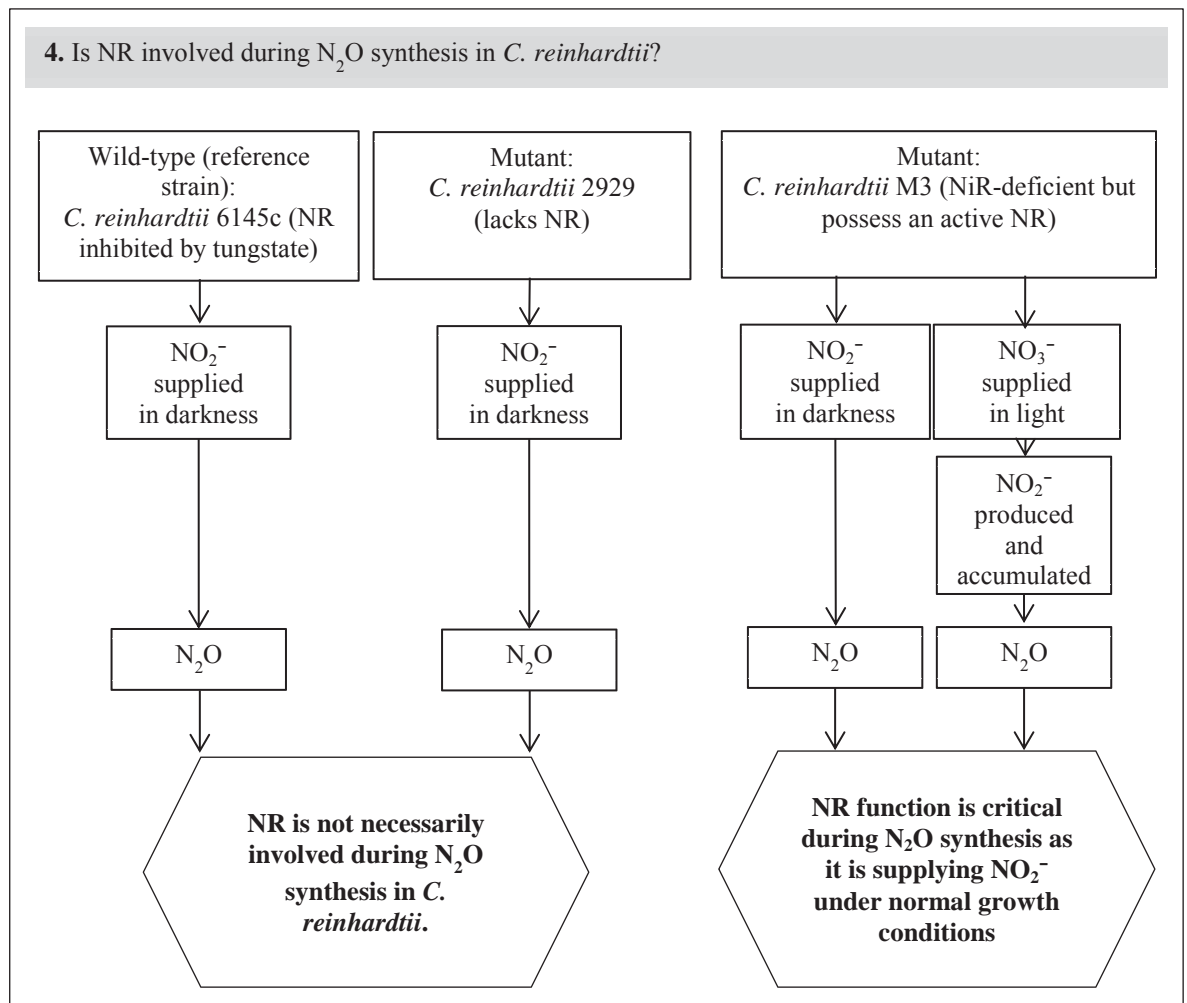 4. Is NR involved during N₂O synthesis in C. reinhardtii?
Wild-type (reference
strain):
C. reinhardtii 6145c (NR
inhibited by tungstate)
Mutant:
C. reinhardtii 2929
(lacks NR)
Mutant:
C. reinhardtii M3 (NiR-deficient but
possess an active NR)
NO₂⁻
supplied
in darkness
NO₂⁻
supplied
in darkness
NO₂⁻
supplied
in darkness
NO₃⁻
supplied
in light
NO₂⁻
produced
and
accumulated
N₂O
N₂O
N₂O
N₂O
NR is not necessarily
involved during N₂O
synthesis in C.
reinhardtii.
NR function is critical
during N₂O synthesis as
it is supplying NO₂⁻
under normal growth
conditions